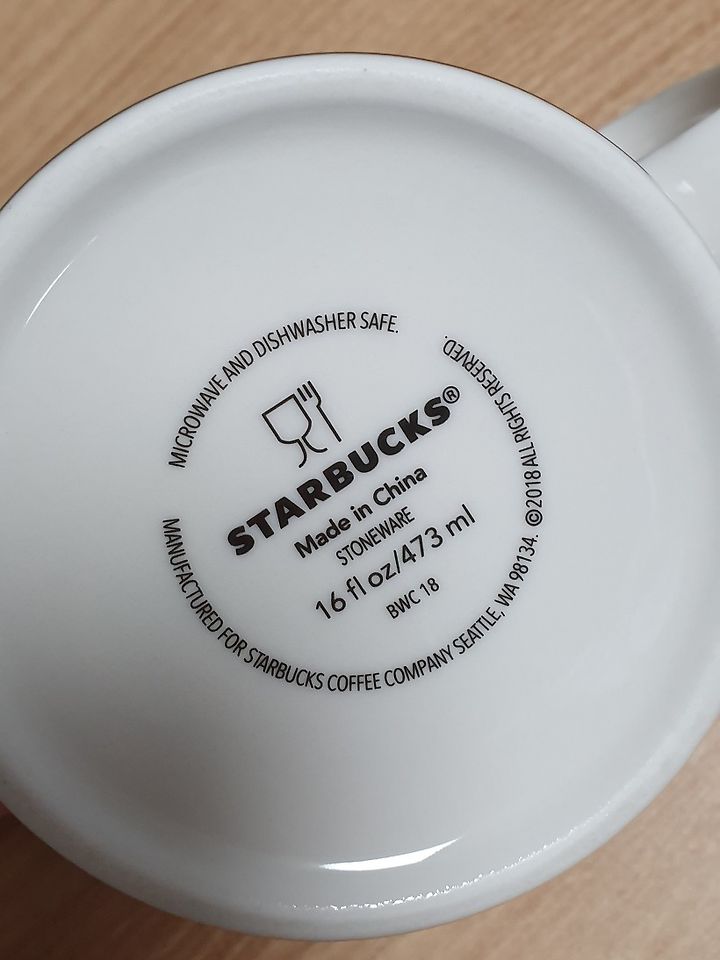 MICROWAVE AND DISHWASHER SAFE.
STARBUCKS®
Made in China
STONEWARE
16 fl oz/473 ml
BWC 18
MANUFACTURED FOR STARBUCKS COFFEE COMPANY SEATTLE, WA 98134. ©2018 ALL RIGHTS RESERVED.